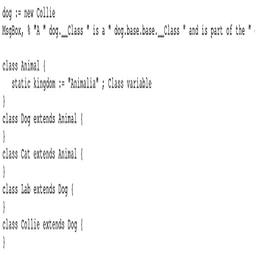 dog := new Collie
MsgBox, % "A " dog.__Class " is a " dog.base.base.__Class " and is part of the "
class Animal {
static kingdom := "Animalia" ; Class variable
}
class Dog extends Animal {
}
class Cat extends Animal {
}
class Lab extends Dog {
}
class Collie extends Dog {
}